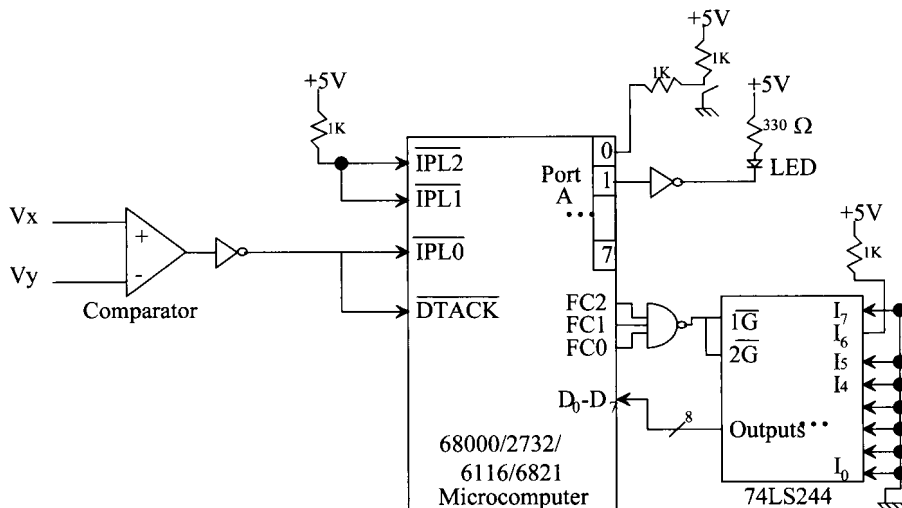 +5V
1K
1K
+5V
+5V
1K
330 Ω
LED
IPL2
IPL1
IPL0
DTACK
Port
A
0
1
7
Vx
Vy
+
-
Comparator
FC2
FC1
FC0
D0-D7
8
1G
2G
Outputs
+5V
1K
I7
I6
I5
I4
I0
68000/2732/
6116/6821
Microcomputer
74LS244